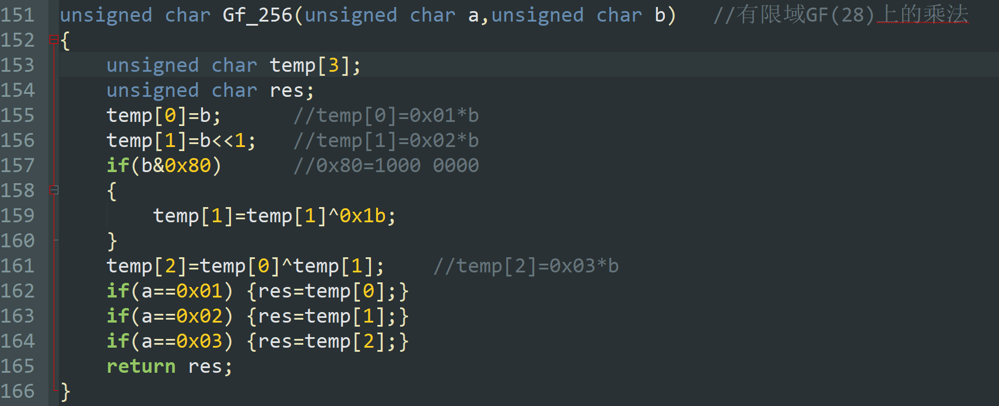 151 unsigned char Gf_256(unsigned char a,unsigned char b)   //有限域GF(28)上的乘法
152 {
153     unsigned char temp[3];
154     unsigned char res;
155     temp[0]=b;      //temp[0]=0x01*b
156     temp[1]=b<<1;   //temp[1]=0x02*b
157     if(b&0x80)      //0x80=1000 0000
158     {
159         temp[1]=temp[1]^0x1b;
160     }
161     temp[2]=temp[0]^temp[1];    //temp[2]=0x03*b
162     if(a==0x01) {res=temp[0];}
163     if(a==0x02) {res=temp[1];}
164     if(a==0x03) {res=temp[2];}
165     return res;
166 }